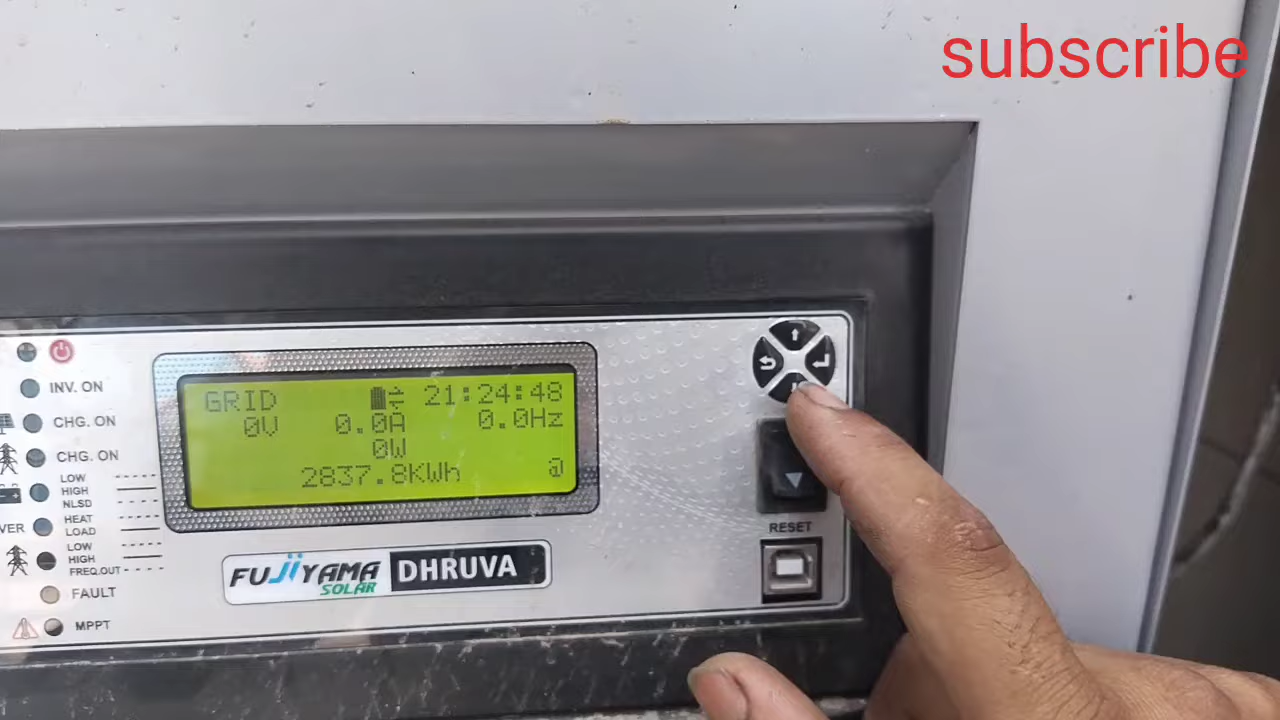 subscribe
INV. ON
CHG. ON
CHG. ON
LOW
HIGH
NLSD
VER
HEAT
LOAD
LOW
HIGH
FREQ.OUT
FAULT
MPPT
GRID 21:24:48
0V 0.0A 0.0Hz
0W
2837.8KWh @
FUJIYAMA
SOLAR
DHRUVA
RESET